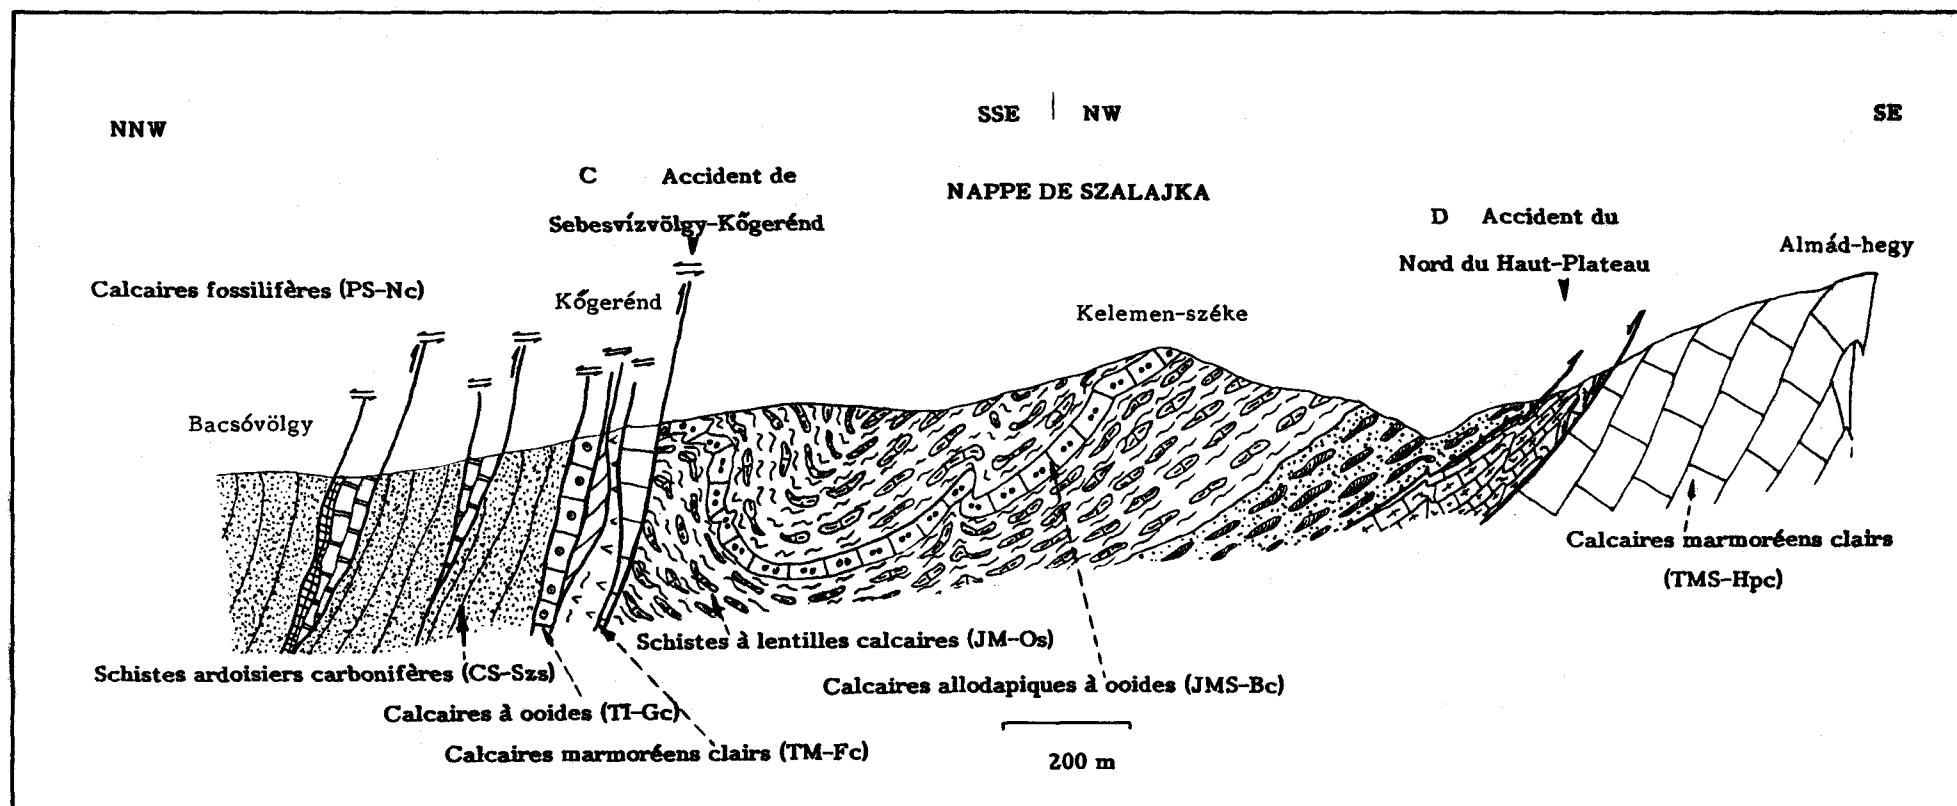 NNW
SSE | NW
SE
C Accident de
Sebesvízvölgy-Kőgerénd
NAPPE DE SZALAJKA
D Accident du
Nord du Haut-Plateau
Almád-hegy
Calcaires fossilifères (PS-Nc)
Kőgerénd
Kelemen-széke
Bacsóvölgy
Calcaires marmoréens clairs
(TMS-Hpc)
Schistes à lentilles calcaires (JM-Os)
Schistes ardoisiers carbonifères (CS-Szs)
Calcaires allodapiques à ooides (JMS-Bc)
Calcaires à ooides (TI-Gc)
Calcaires marmoréens clairs (TM-Fc)
200 m